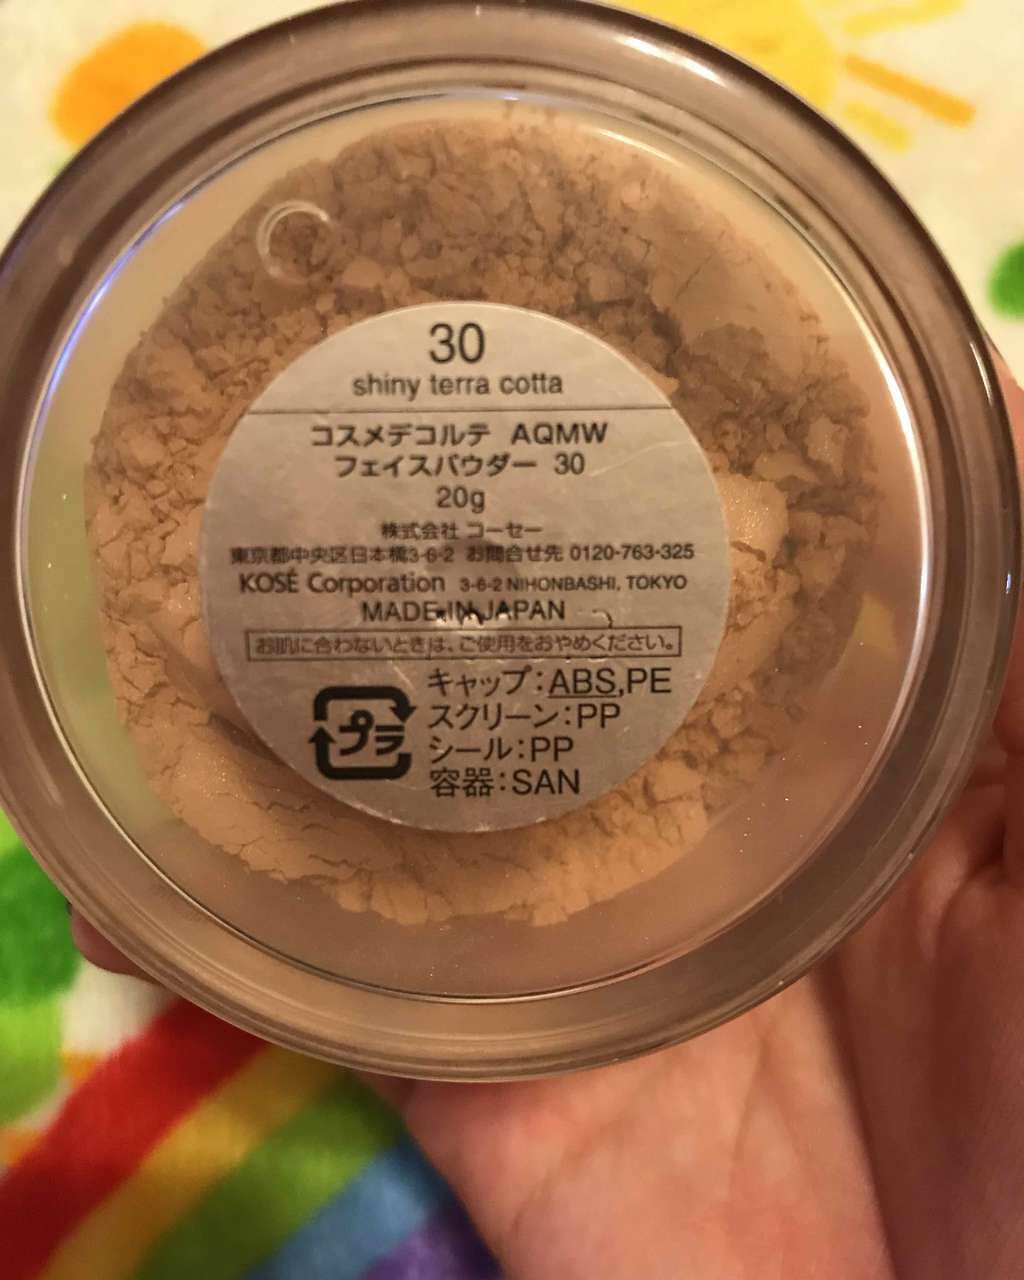 30
shiny terra cotta
コスメデコルテ AQMW
フェイスパウダー 30
20g
株式会社 コーセー
東京都中央区日本橋3-6-2 お問合せ先 0120-763-325
KOSÉ Corporation 3-6-2 NIHONBASHI, TOKYO
MADE IN JAPAN
お肌に合わないときは、ご使用をおやめください。
キャップ:ABS,PE
プラ スクリーン:PP
シール:PP
容器:SAN